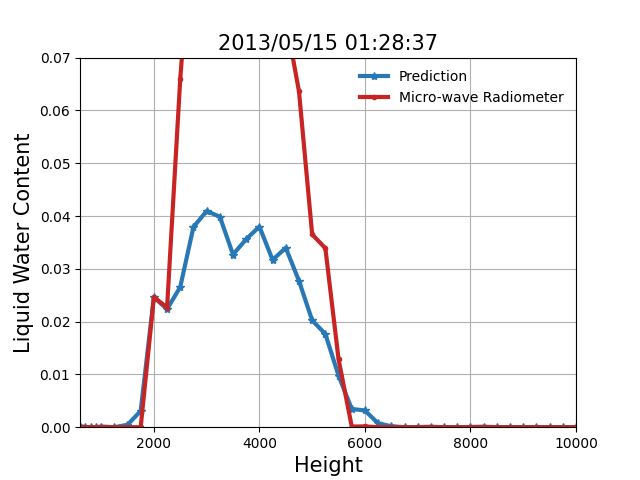 2013/05/15 01:28:37
Prediction
Micro-wave Radiometer
Liquid Water Content
0.07
0.06
0.05
0.04
0.03
0.02
0.01
0.00
2000 4000 6000 8000 10000
Height